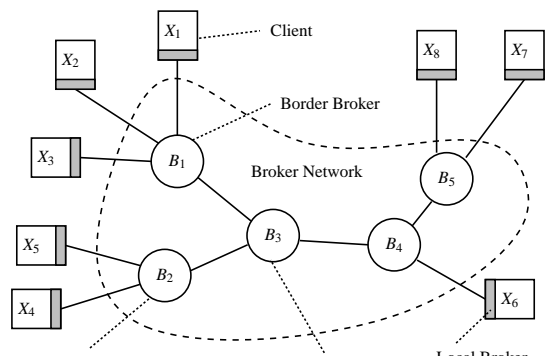 X1
Client
X2
X8
X7
Border Broker
X3
B1
Broker Network
B5
X5
B3
B4
B2
X4
X6
Local Broker